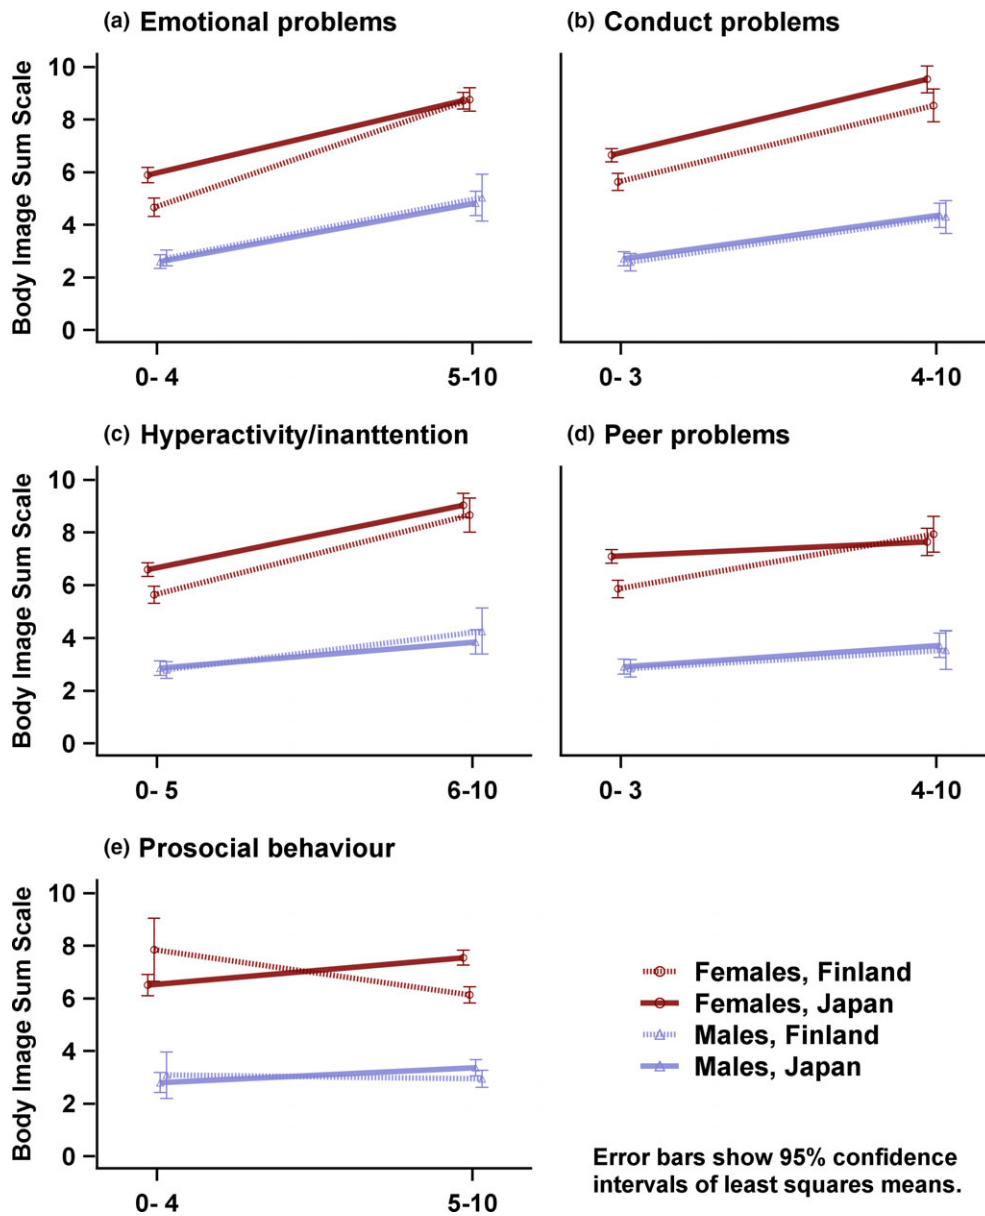 (a) Emotional problems
(b) Conduct problems
Body Image Sum Scale
10
8
6
4
2
0
0- 4
5-10
0- 3
4-10
(c) Hyperactivity/inanttention
(d) Peer problems
Body Image Sum Scale
10
8
6
4
2
0
0- 5
6-10
0- 3
4-10
(e) Prosocial behaviour
Body Image Sum Scale
10
8
6
4
2
0
0- 4
5-10
Females, Finland
Females, Japan
Males, Finland
Males, Japan
Error bars show 95% confidence
intervals of least squares means.